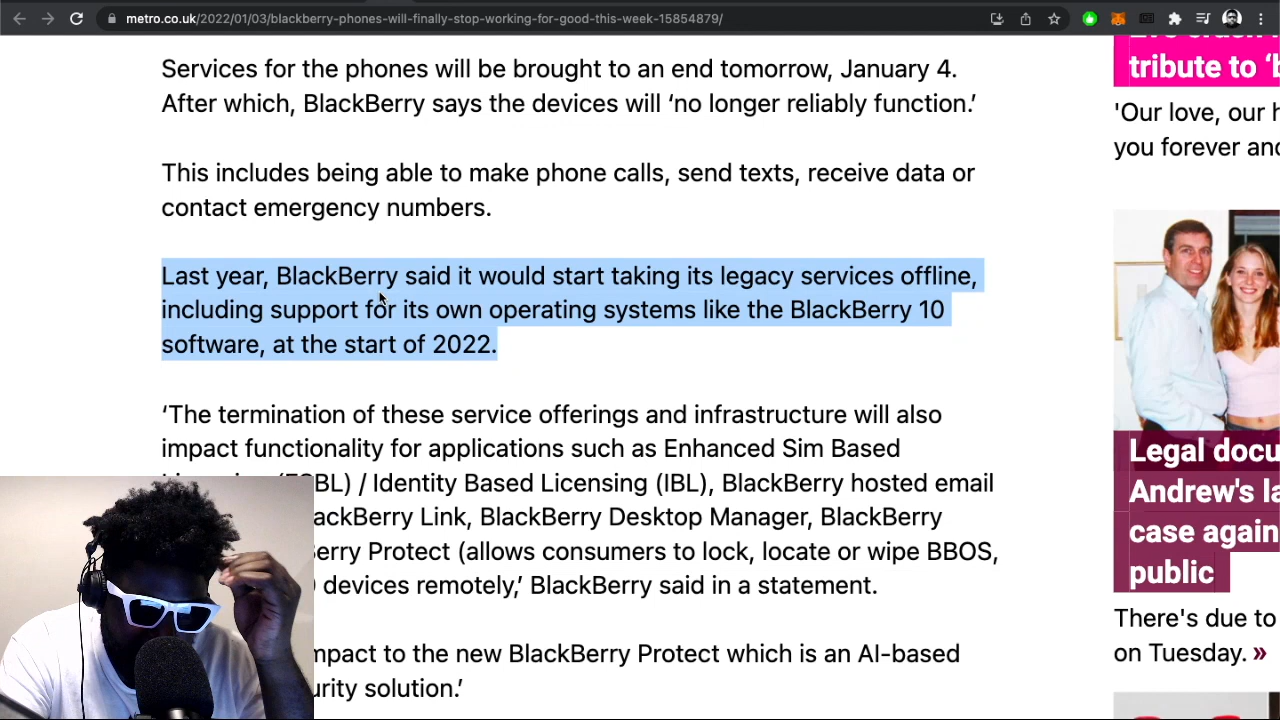 metro.co.uk/2022/01/03/blackberry-phones-will-finally-stop-working-for-good-this-week-15854879/
Services for the phones will be brought to an end tomorrow, January 4.
After which, BlackBerry says the devices will ‘no longer reliably function.’
This includes being able to make phone calls, send texts, receive data or
contact emergency numbers.
Last year, BlackBerry said it would start taking its legacy services offline,
including support for its own operating systems like the BlackBerry 10
software, at the start of 2022.
‘The termination of these service offerings and infrastructure will also
impact functionality for applications such as Enhanced Sim Based
/ Identity Based Licensing (IBL), BlackBerry hosted email
Link, BlackBerry Desktop Manager, BlackBerry
Protect (allows consumers to lock, locate or wipe BBOS,
devices remotely,’ BlackBerry said in a statement.
to the new BlackBerry Protect which is an AI-based
solution.’
tribute to
'Our love, our
you forever
Legal
Andrew's
case
public
There's due to
on Tuesday. »